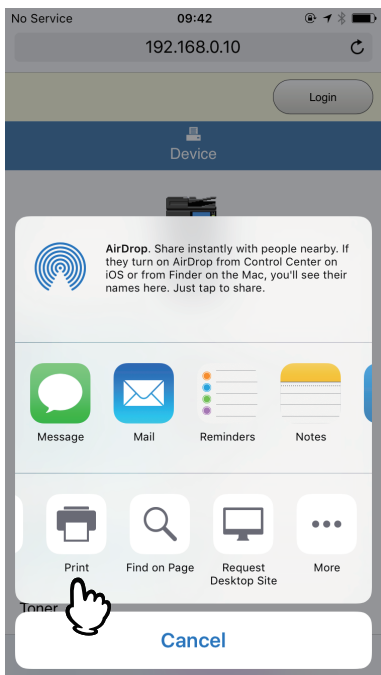 No Service 09:42
192.168.0.10
Login
Device
AirDrop. Share instantly with people nearby. If
they turn on AirDrop from Control Center on
iOS or from Finder on the Mac, you'll see their
names here. Just tap to share.
Message Mail Reminders Notes
Print Find on Page Request
Desktop Site More
Toner
Cancel